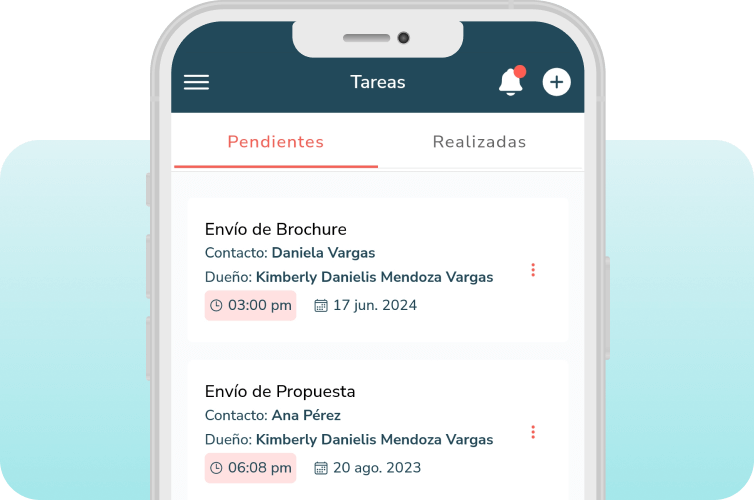 Tareas
Pendientes Realizadas
Envío de Brochure
Contacto: Daniela Vargas
Dueño: Kimberly Danielis Mendoza Vargas
03:00 pm 17 jun. 2024
Envío de Propuesta
Contacto: Ana Pérez
Dueño: Kimberly Danielis Mendoza Vargas
06:08 pm 20 ago. 2023